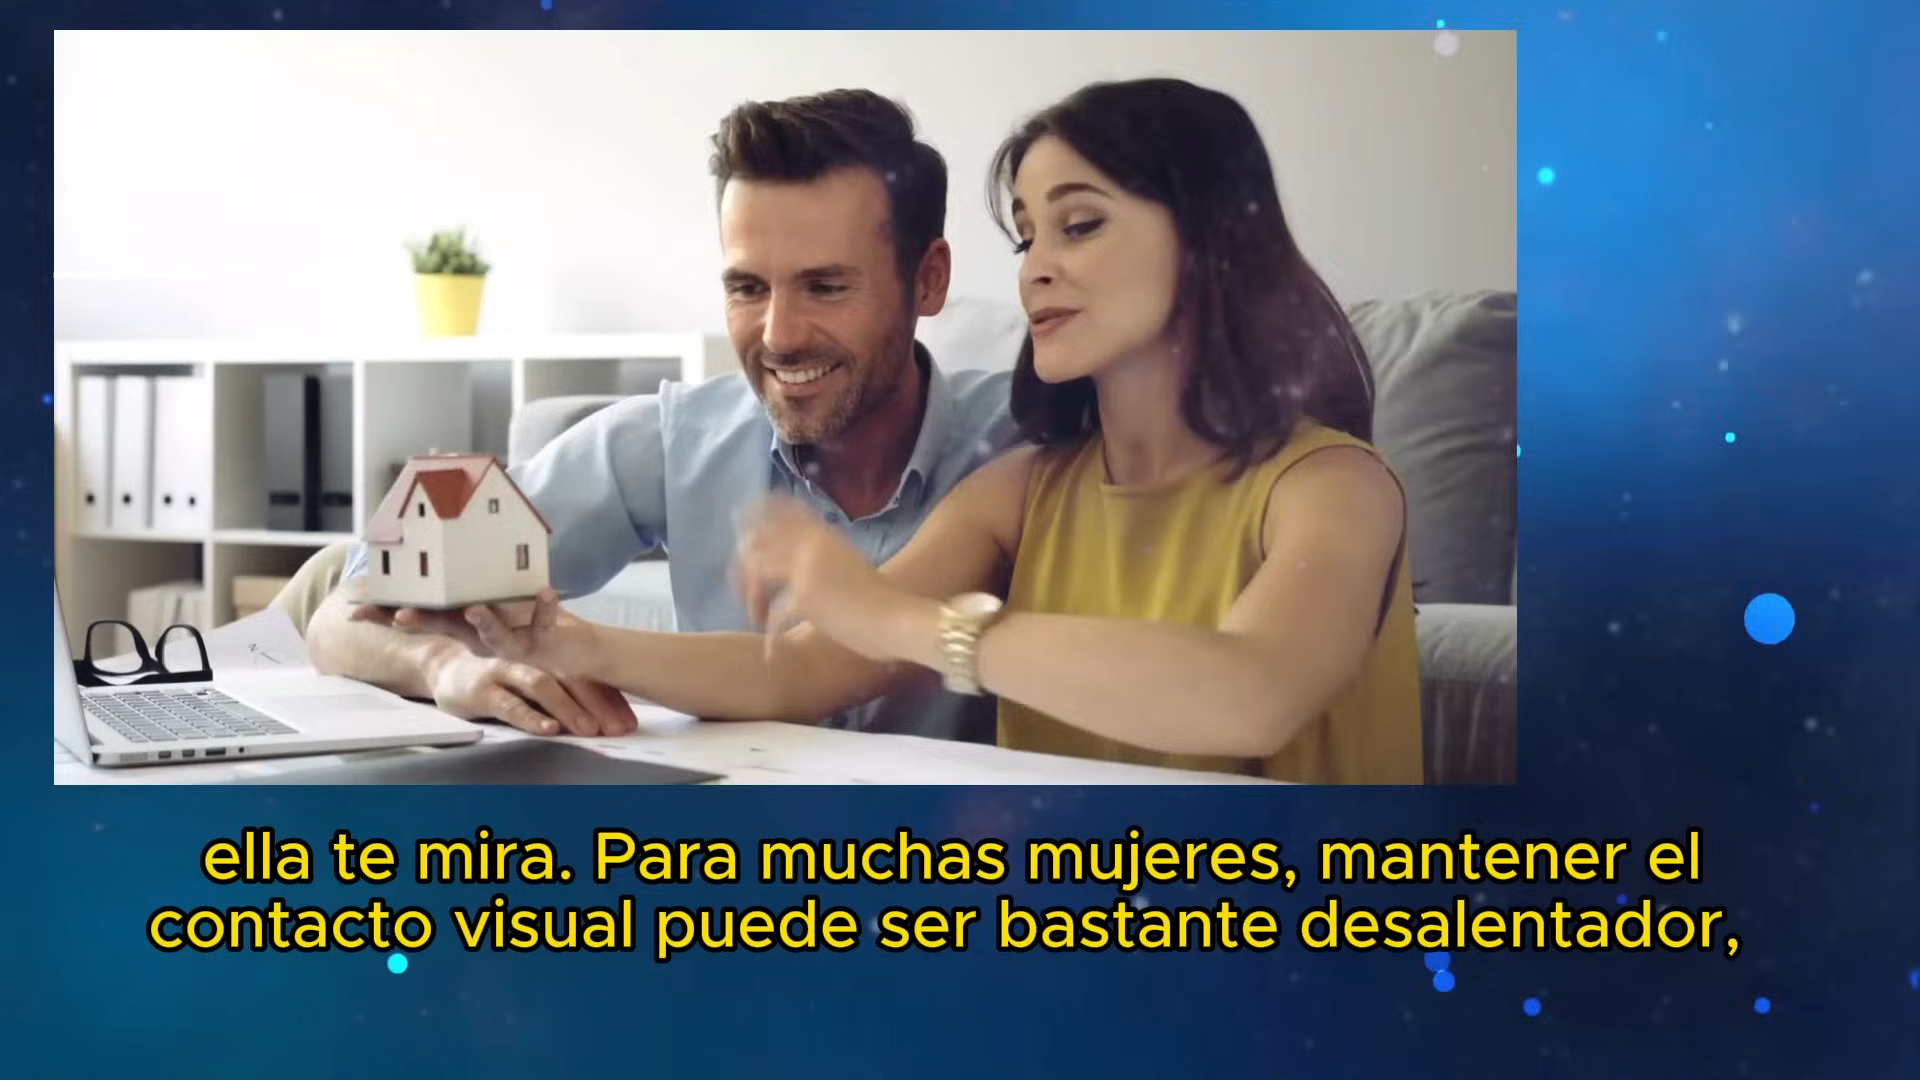 ella te mira. Para muchas mujeres, mantener el
contacto visual puede ser bastante desalentador,